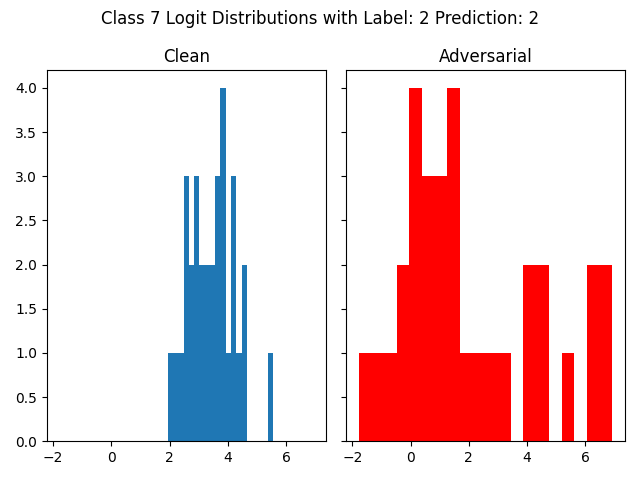 Class 7 Logit Distributions with Label: 2 Prediction: 2
Clean
Adversarial
4.0
3.5
3.0
2.5
2.0
1.5
1.0
0.5
0.0
−2 0 2 4 6
−2 0 2 4 6